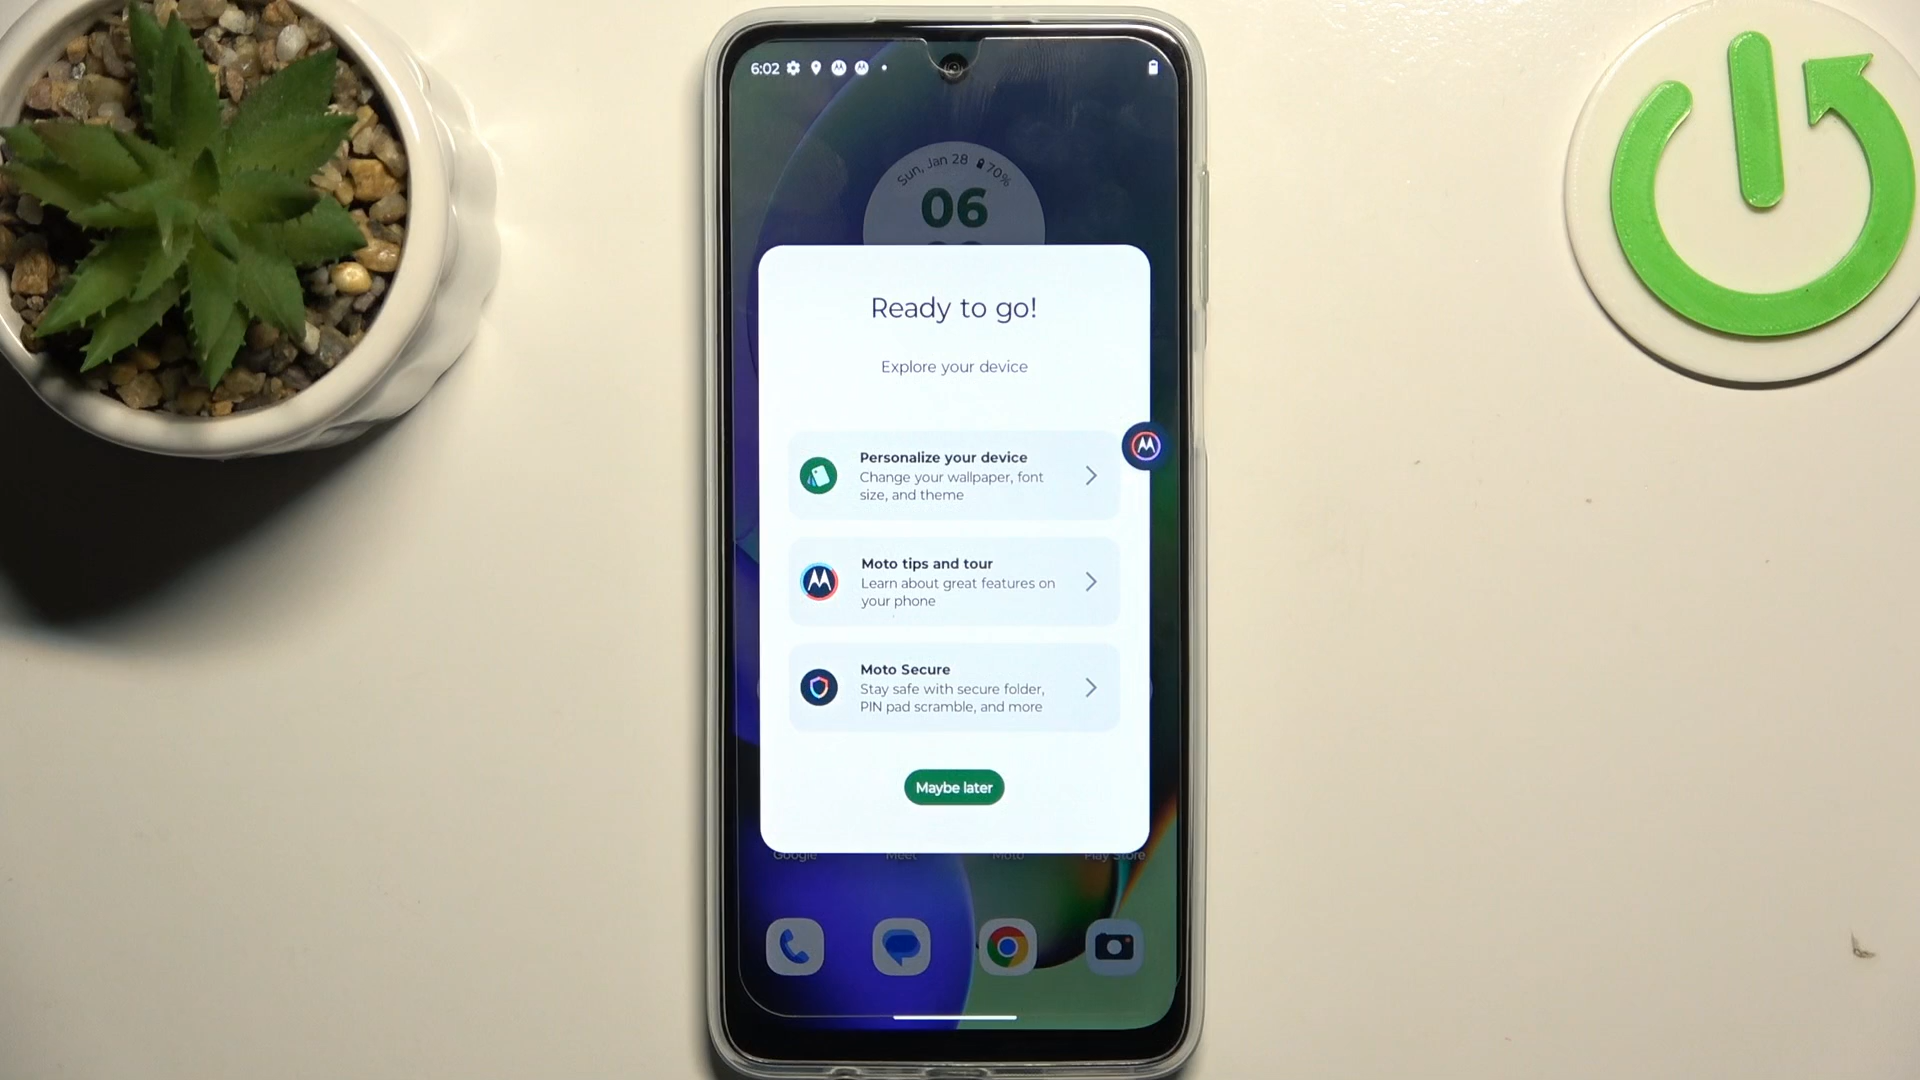 6:02
Sun, Jan 28 70%
06
Ready to go!
Explore your device
Personalize your device
Change your wallpaper, font
size, and theme
Moto tips and tour
Learn about great features on
your phone
Moto Secure
Stay safe with secure folder,
PIN pad scramble, and more
Maybe later
Google Meet Moto Play Store